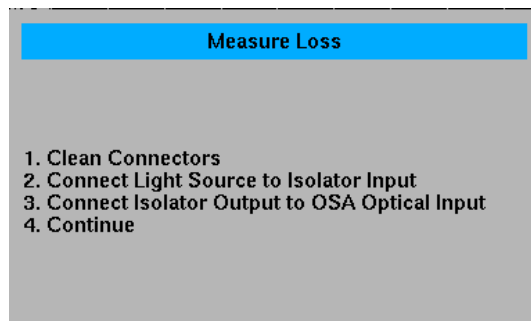 Measure Loss
1. Clean Connectors
2. Connect Light Source to Isolator Input
3. Connect Isolator Output to OSA Optical Input
4. Continue